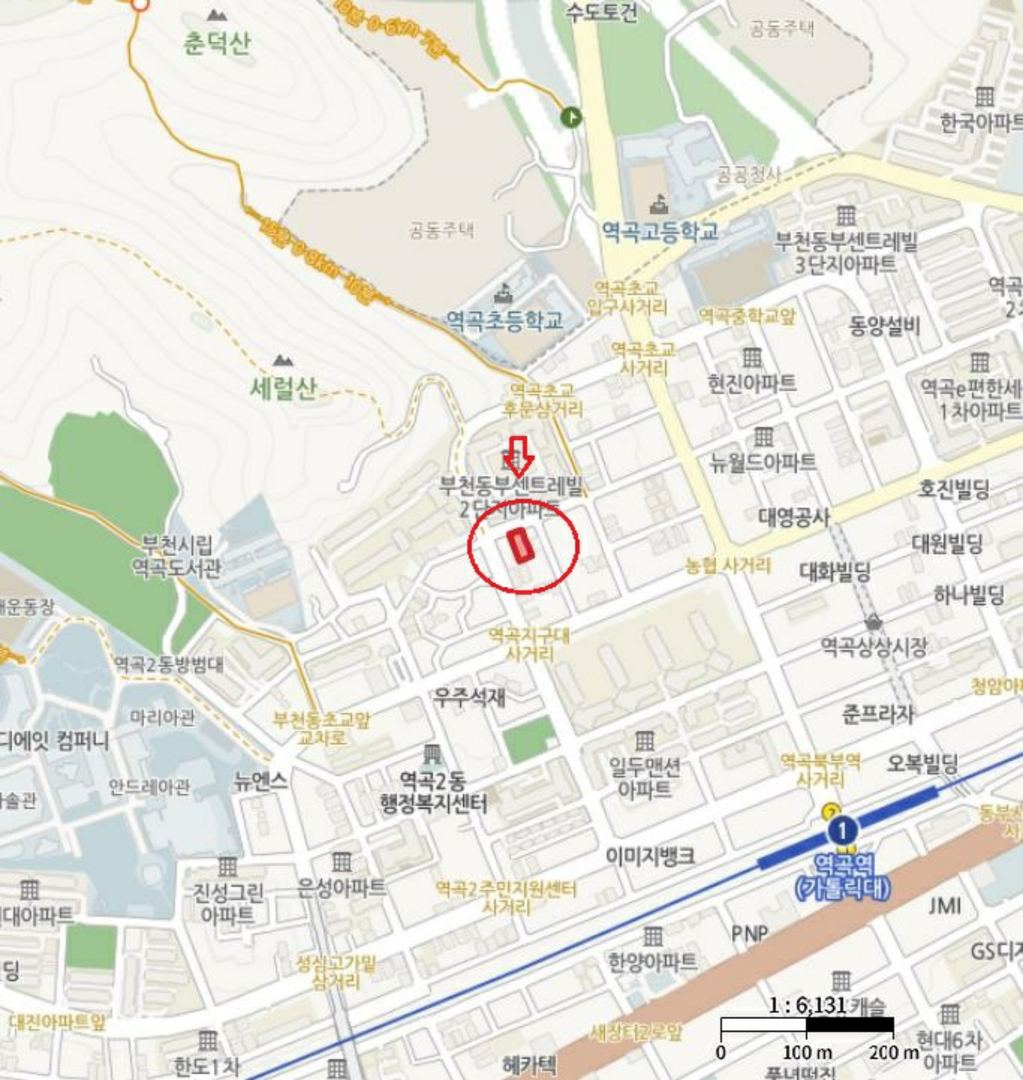 수도토건
공동주택
춘덕산
한국아파트
공공청사
공동주택
역곡고등학교
부천동부센트레빌
3단지아파트
역곡초교
입구사거리
역곡중학교앞
역곡초등학교
동양설비
역곡초교
사거리
현진아파트
세럴산
역곡초교
후문삼거리
역곡e편한세
1차아파트
뉴월드아파트
부천동부센트레빌
2단지아파트
호진빌딩
대영공사
부천시립
역곡도서관
대원빌딩
농협 사거리
대화빌딩
하나빌딩
역곡지구대
사거리
역곡상상시장
역곡2동방범대
우주석재
마리아관
부천동초교앞
교차로
준프라자
디에잇 컴퍼니
안드레아관
뉴엔스
역곡2동
행정복지센터
일두맨션
아파트
역곡북부역
사거리
오복빌딩
2
1
역곡역
(가톨릭대)
이미지뱅크
진성그린
아파트
은성아파트
역곡2주민지원센터
사거리
JMI
PNP
한양아파트
GS디지
성심고가밑
삼거리
1 : 6,131
캐슬
대진아파트앞
새장터2로앞
현대6차
아파트
한도1차
헤카텍
0 100 m 200 m
풍년떡집